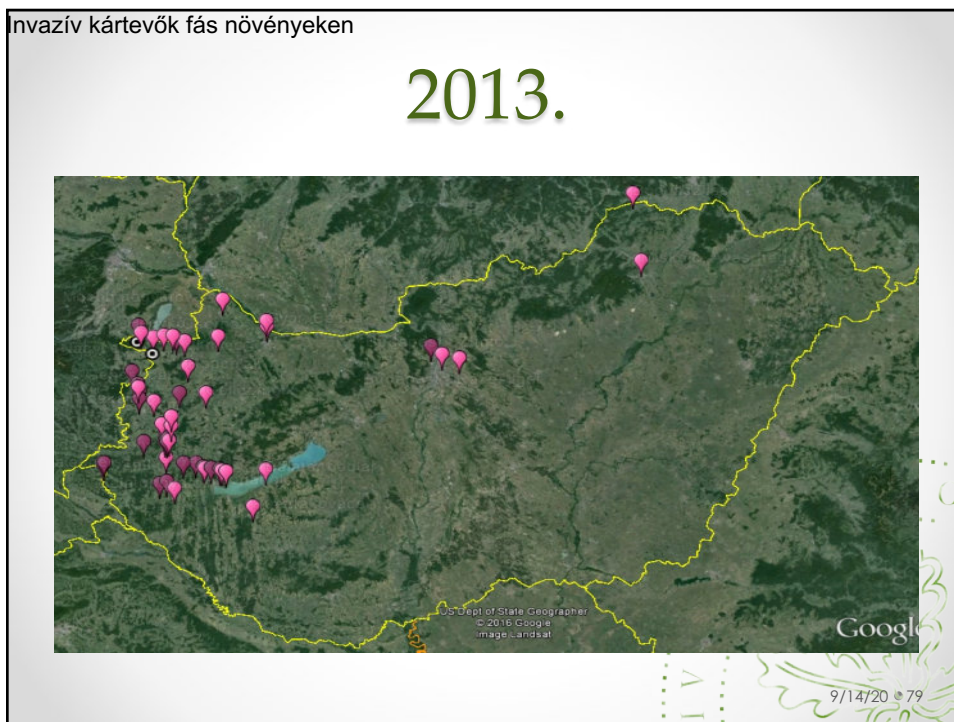 Invazív kártevők fás növényeken
2013.
US Dept of State Geographer
© 2016 Google
Image Landsat
Google
I V
9/14/20
79